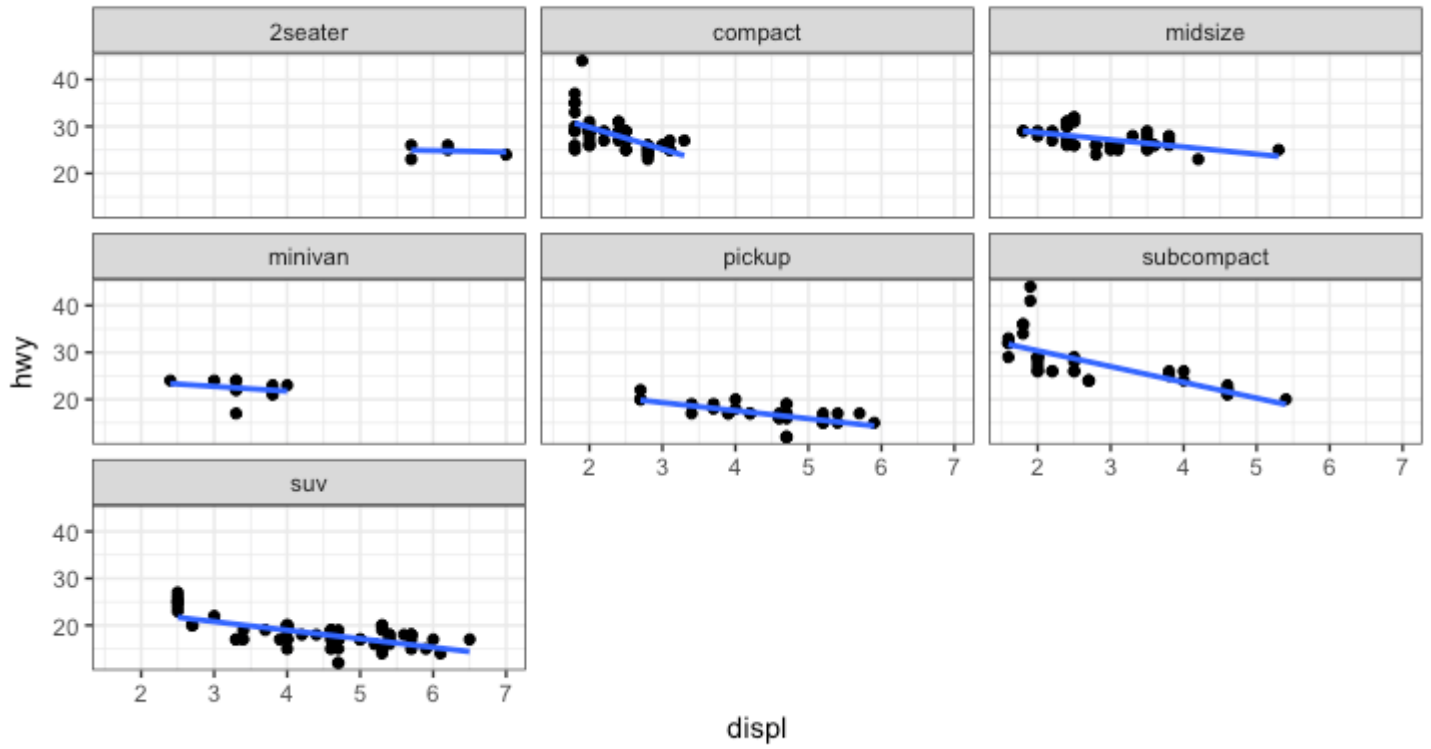 2seater compact midsize
40
30
20
minivan pickup subcompact
40
30
20
2 3 4 5 6 7 2 3 4 5 6 7
suv
40
30
20
2 3 4 5 6 7
hwy
displ